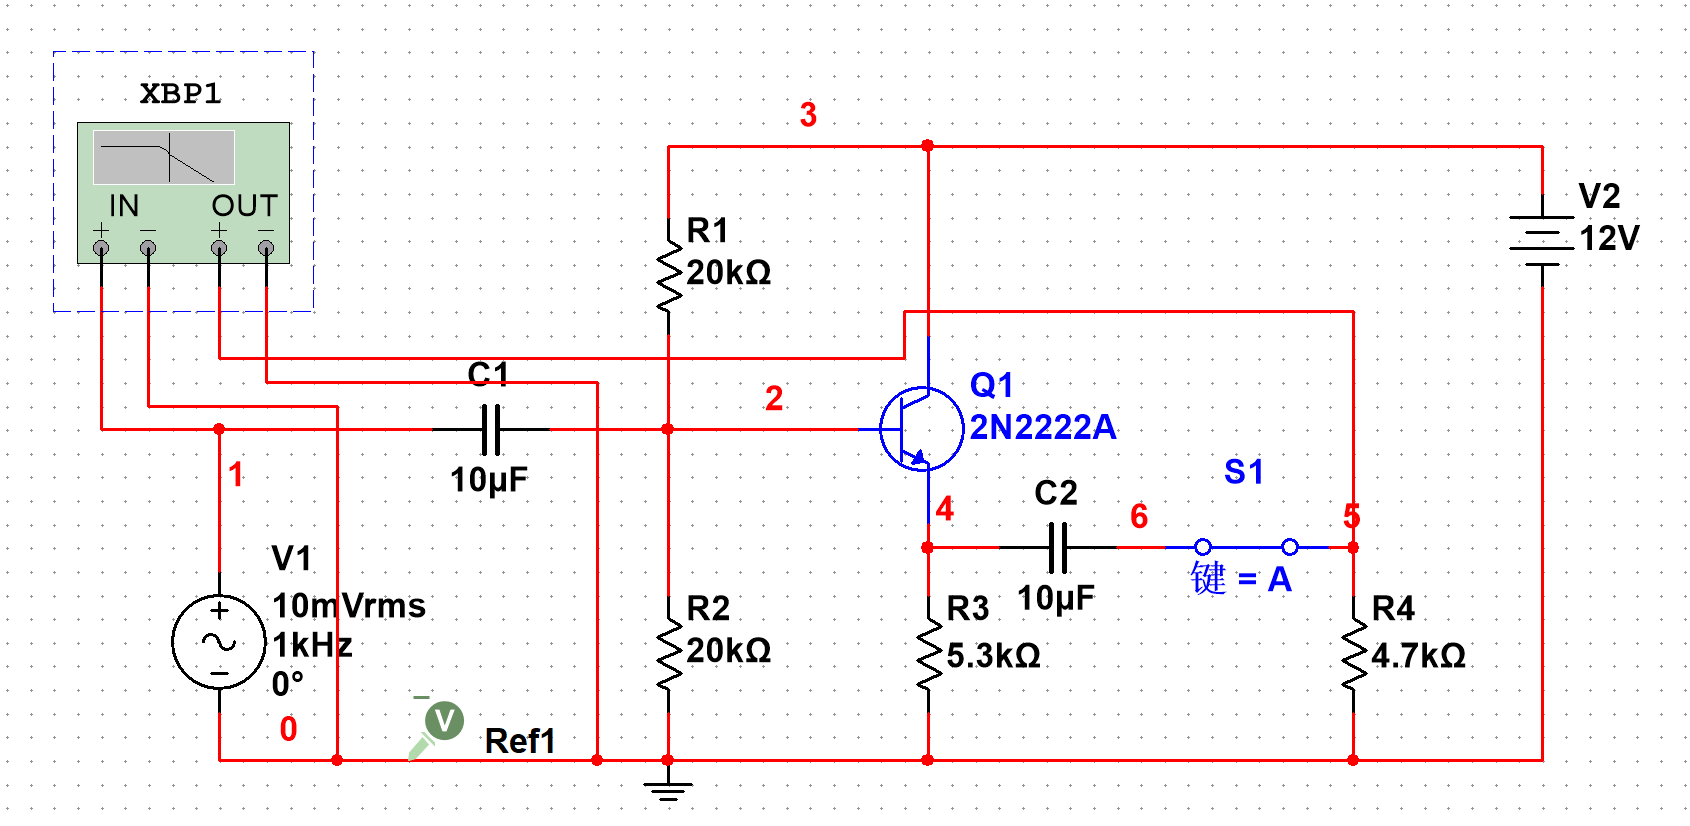 XBP1
IN OUT
+ − + −
3
V2
12V
R1
20kΩ
C1
10µF
2
Q1
2N2222A
1
S1
C2
10µF
4
6
5
键 = A
V1
10mVrms
1kHz
0°
R2
20kΩ
R3
5.3kΩ
R4
4.7kΩ
0
V
Ref1